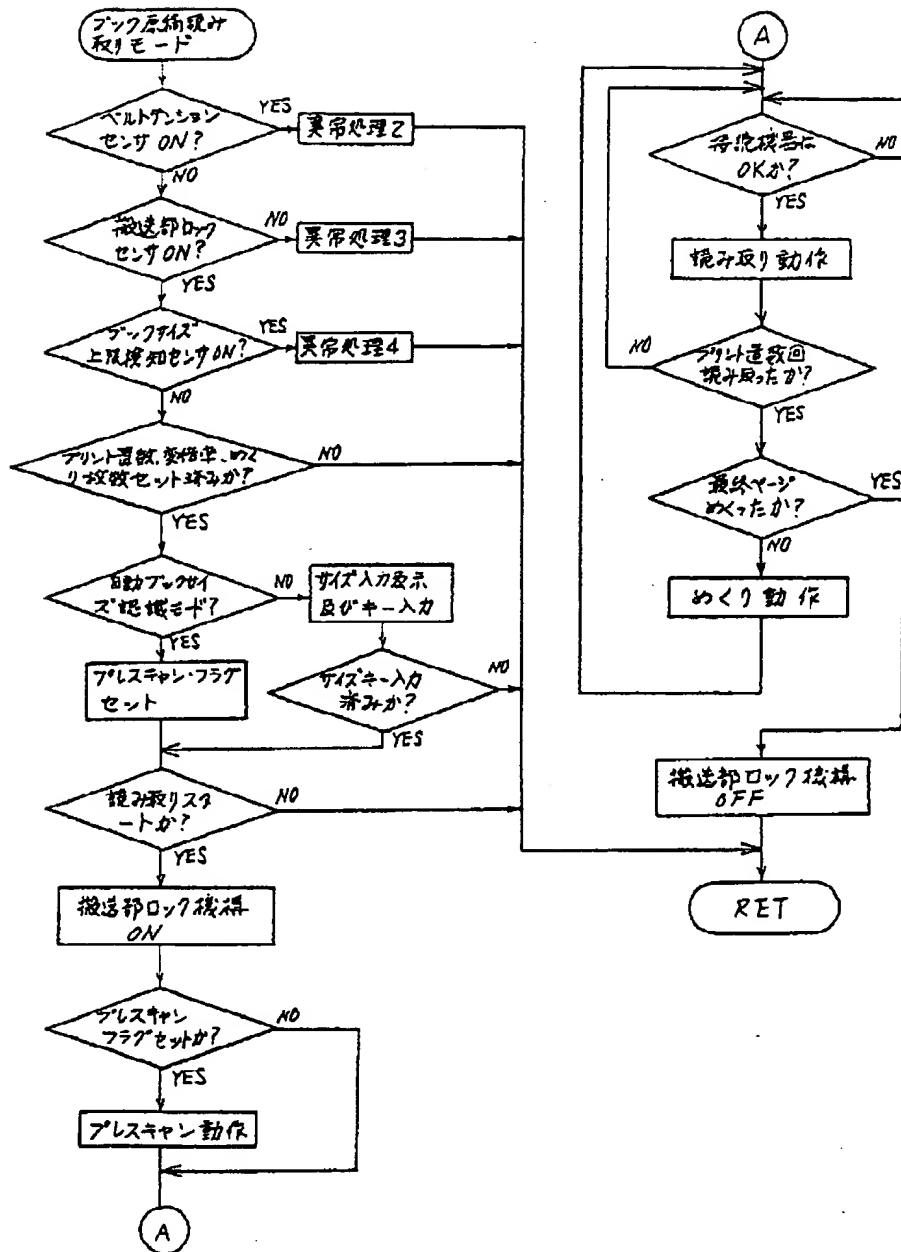 ブック原稿読み
取りモード
ベルトテンション
センサON?
YES
異常処理2
NO
搬送部ロック
センサON?
NO
異常処理3
YES
ブックサイズ
上限検知センサON?
YES
異常処理4
NO
プリント置数,変倍率,めく
り枚数セット済みか?
NO
YES
自動ブックサイ
ズ認識モード?
NO
サイズ入力表示
及びキー入力
YES
プレスキャン・フラグ
セット
サイズキー入力
済みか?
NO
YES
読み取りスタ
ートか?
NO
YES
搬送部ロック機構
ON
プレスキャン
フラグセットか?
NO
YES
プレスキャン動作
A
A
接続機器は
OKか?
NO
YES
読み取り動作
プリント置数回
読み取ったか?
NO
YES
最終ページ
めくったか?
YES
NO
めくり動作
搬送部ロック機構
OFF
RET